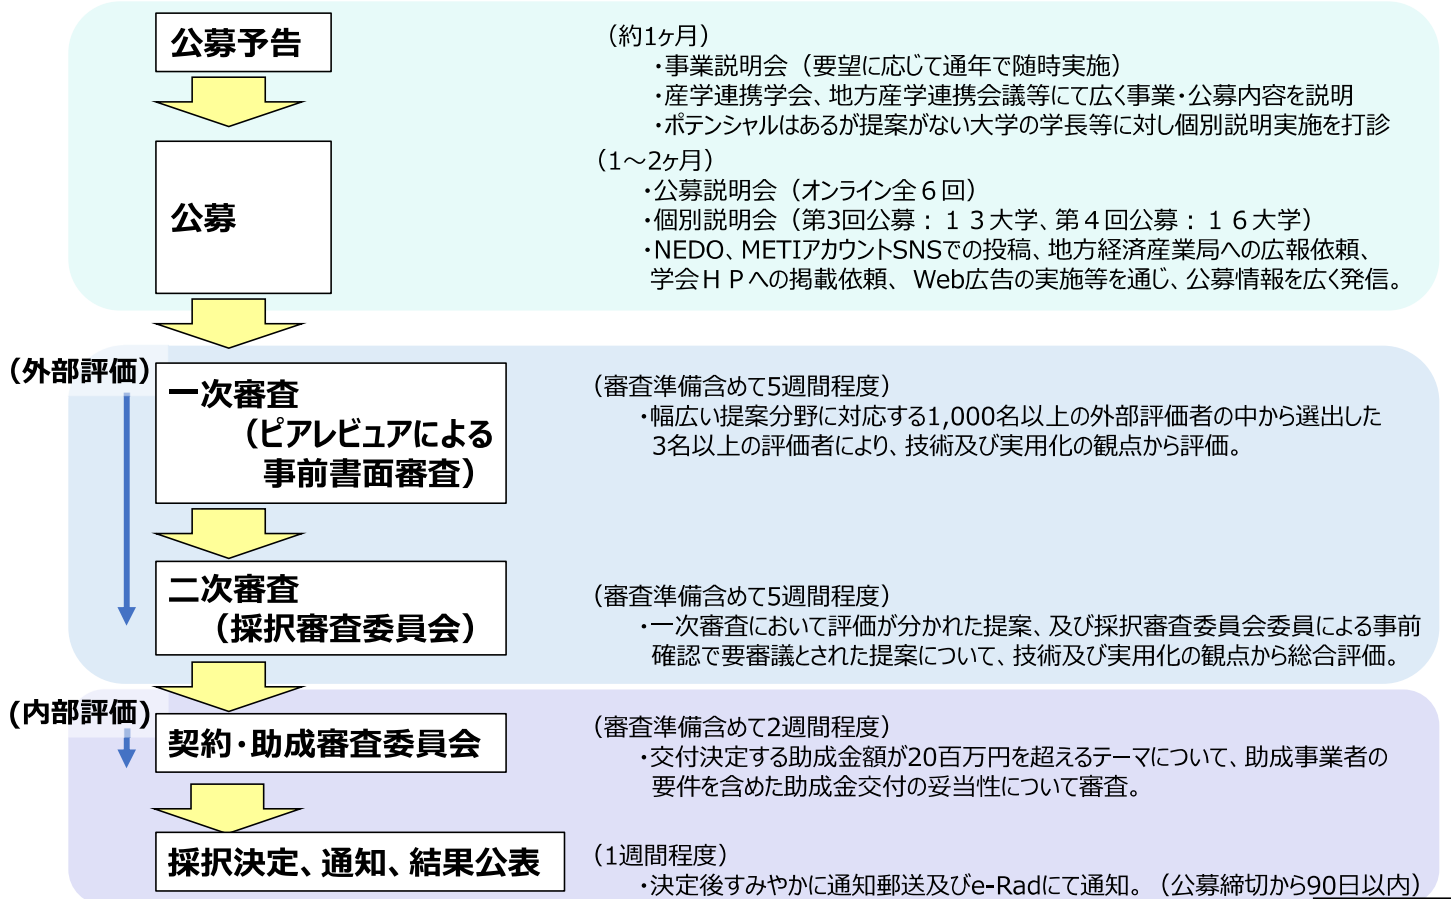 公募予告
（約1ヶ月）
・事業説明会（要望に応じて通年で随時実施）
・産学連携学会、地方産学連携会議等にて広く事業・公募内容を説明
・ポテンシャルはあるが提案がない大学の学長等に対し個別説明実施を打診
公募
（1～2ヶ月）
・公募説明会（オンライン全６回）
・個別説明会（第3回公募：１３大学、第４回公募：１６大学）
・NEDO、METIアカウントSNSでの投稿、地方経済産業局への広報依頼、
学会ＨＰへの掲載依頼、Web広告の実施等を通じ、公募情報を広く発信。
（外部評価）
一次審査
（ピアレビュアによる
事前書面審査）
（審査準備含めて5週間程度）
・幅広い提案分野に対応する1,000名以上の外部評価者の中から選出した
3名以上の評価者により、技術及び実用化の観点から評価。
二次審査
（採択審査委員会）
（審査準備含めて5週間程度）
・一次審査において評価が分かれた提案、及び採択審査委員会委員による事前
確認で要審議とされた提案について、技術及び実用化の観点から総合評価。
(内部評価)
契約・助成審査委員会
（審査準備含めて2週間程度）
・交付決定する助成金額が20百万円を超えるテーマについて、助成事業者の
要件を含めた助成金交付の妥当性について審査。
採択決定、通知、結果公表
（1週間程度）
・決定後すみやかに通知郵送及びe-Radにて通知。（公募締切から90日以内）